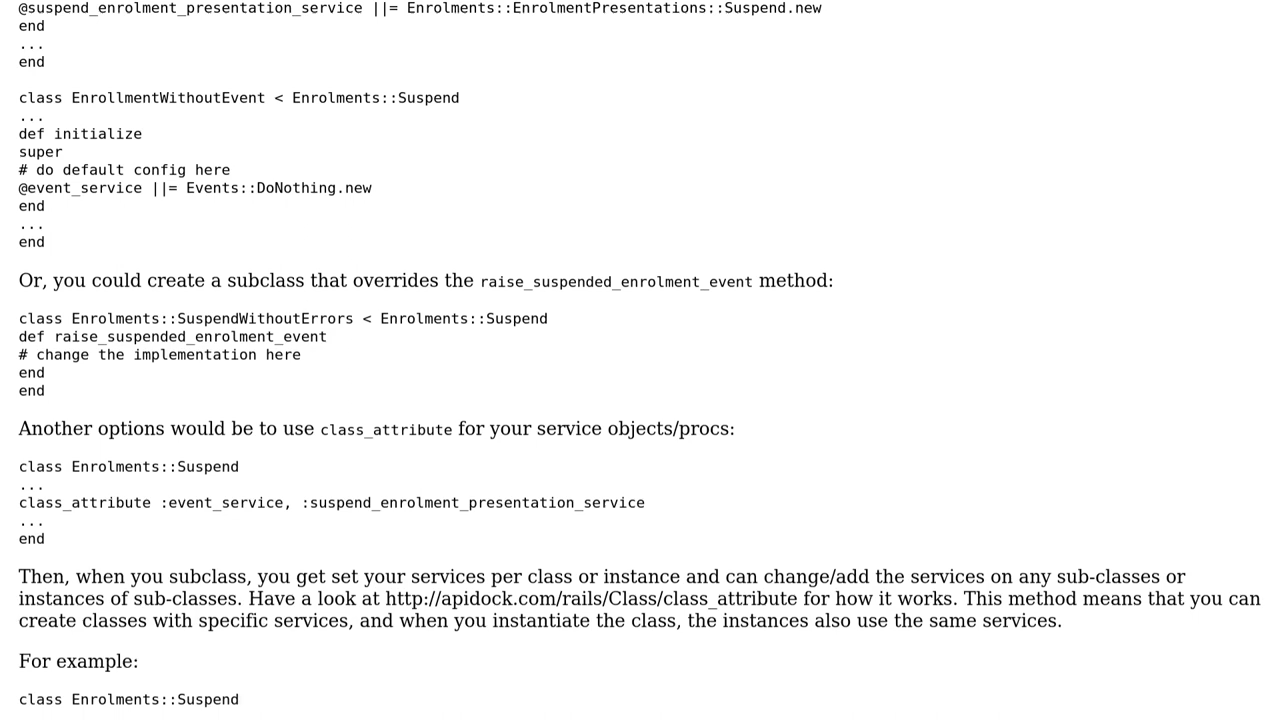 @suspend_enrolment_presentation_service ||= Enrolments::EnrolmentPresentations::Suspend.new
end
...
end
class EnrollmentWithoutEvent < Enrolments::Suspend
...
def initialize
super
# do default config here
@event_service ||= Events::DoNothing.new
end
...
end
Or, you could create a subclass that overrides the raise_suspended_enrolment_event method:
class Enrolments::SuspendWithoutErrors < Enrolments::Suspend
def raise_suspended_enrolment_event
# change the implementation here
end
end
Another options would be to use class_attribute for your service objects/procs:
class Enrolments::Suspend
...
class_attribute :event_service, :suspend_enrolment_presentation_service
...
end
Then, when you subclass, you get set your services per class or instance and can change/add the services on any sub-classes or
instances of sub-classes. Have a look at http://apidock.com/rails/Class/class_attribute for how it works. This method means that you can
create classes with specific services, and when you instantiate the class, the instances also use the same services.
For example:
class Enrolments::Suspend